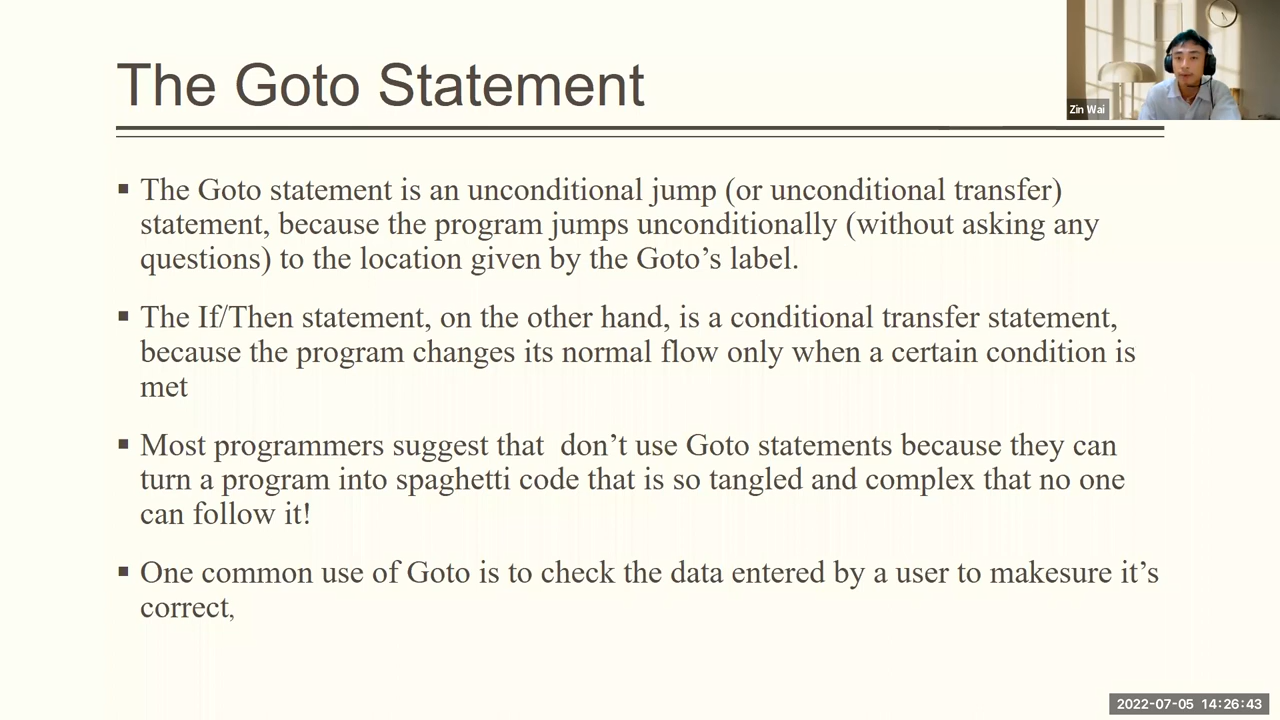 The Goto Statement
Zin Wai
▪ The Goto statement is an unconditional jump (or unconditional transfer)
statement, because the program jumps unconditionally (without asking any
questions) to the location given by the Goto’s label.
▪ The If/Then statement, on the other hand, is a conditional transfer statement,
because the program changes its normal flow only when a certain condition is
met
▪ Most programmers suggest that  don’t use Goto statements because they can
turn a program into spaghetti code that is so tangled and complex that no one
can follow it!
▪ One common use of Goto is to check the data entered by a user to makesure it’s
correct,
2022-07-05 14:26:43